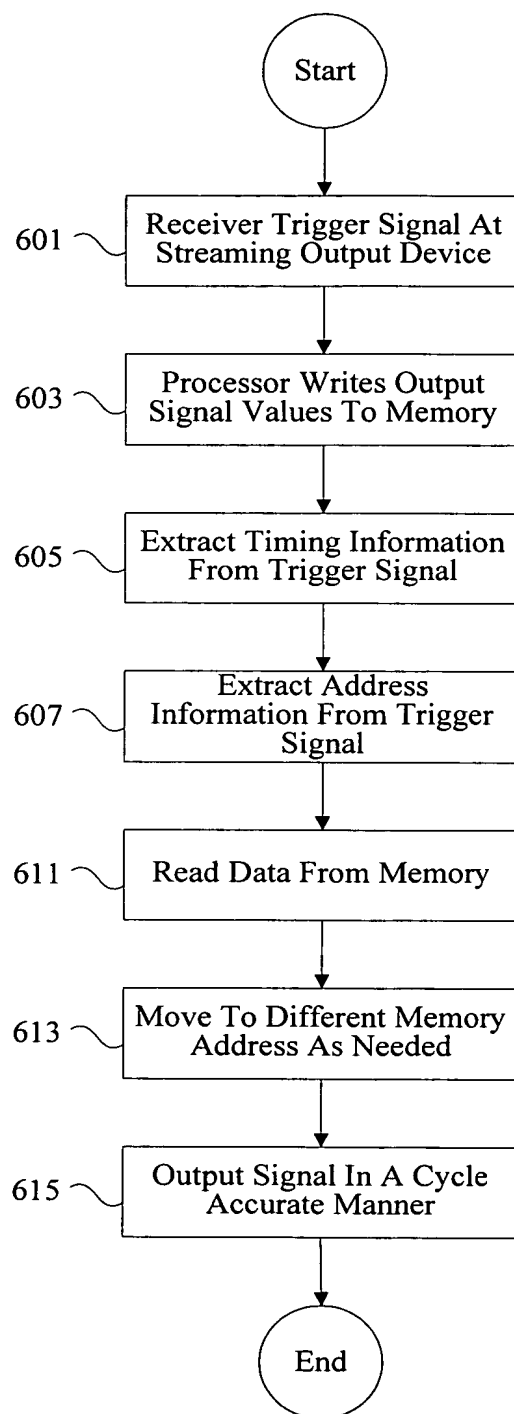 Start
601
Receiver Trigger Signal At
Streaming Output Device
603
Processor Writes Output
Signal Values To Memory
605
Extract Timing Information
From Trigger Signal
607
Extract Address
Information From Trigger
Signal
611
Read Data From Memory
613
Move To Different Memory
Address As Needed
615
Output Signal In A Cycle
Accurate Manner
End